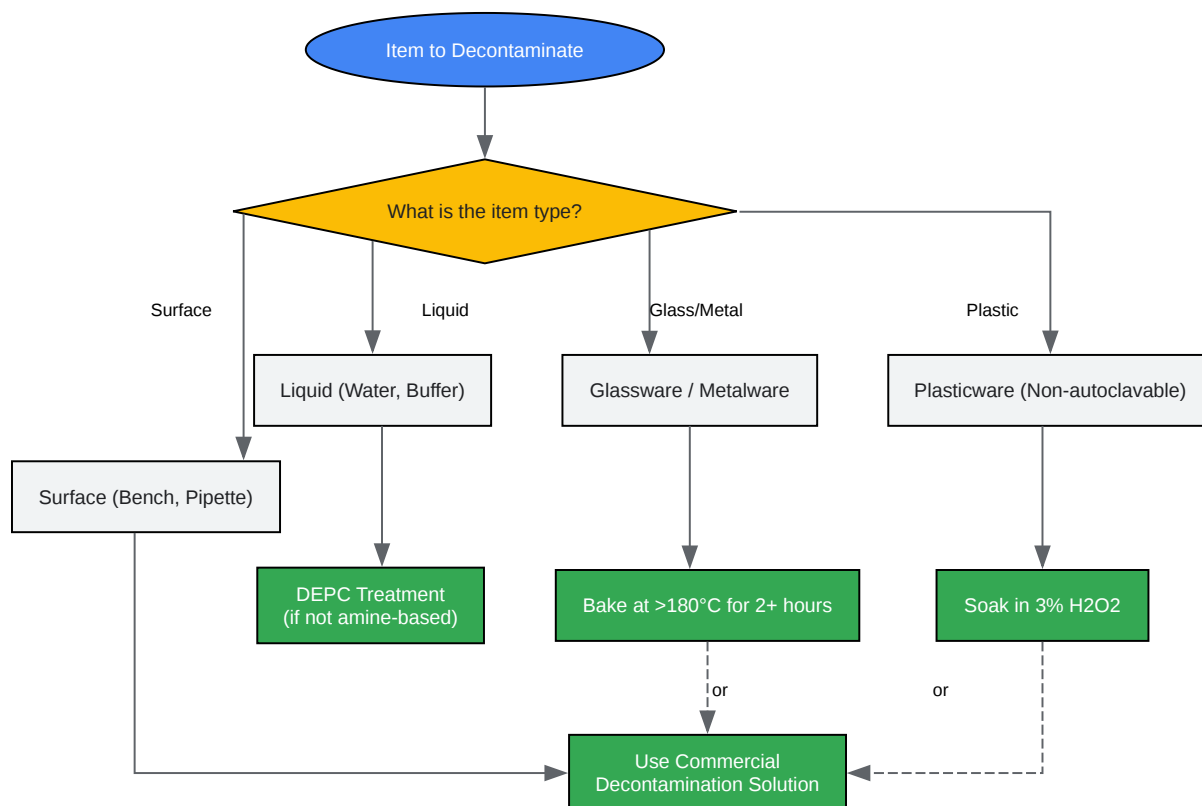 Item to Decontaminate
What is the item type?
Surface
Liquid
Glass/Metal
Plastic
Liquid (Water, Buffer)
Glassware / Metalware
Plasticware (Non-autoclavable)
Surface (Bench, Pipette)
DEPC Treatment
(if not amine-based)
Bake at >180°C for 2+ hours
Soak in 3% H2O2
or
or
Use Commercial
Decontamination Solution